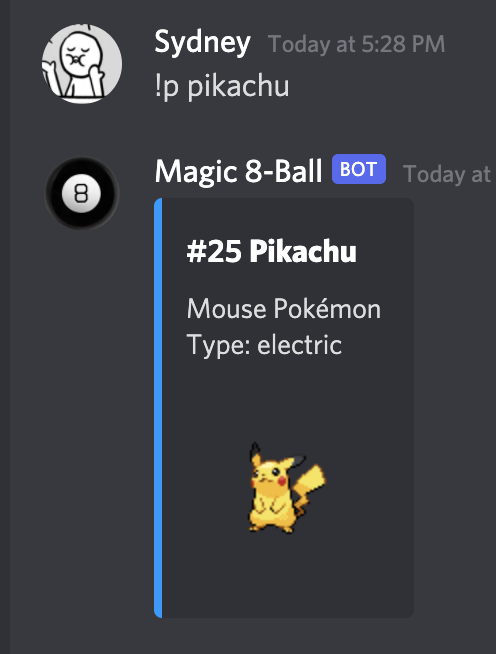 Sydney Today at 5:28 PM
!p pikachu
8
Magic 8-Ball BOT Today at
#25 Pikachu
Mouse Pokémon
Type: electric